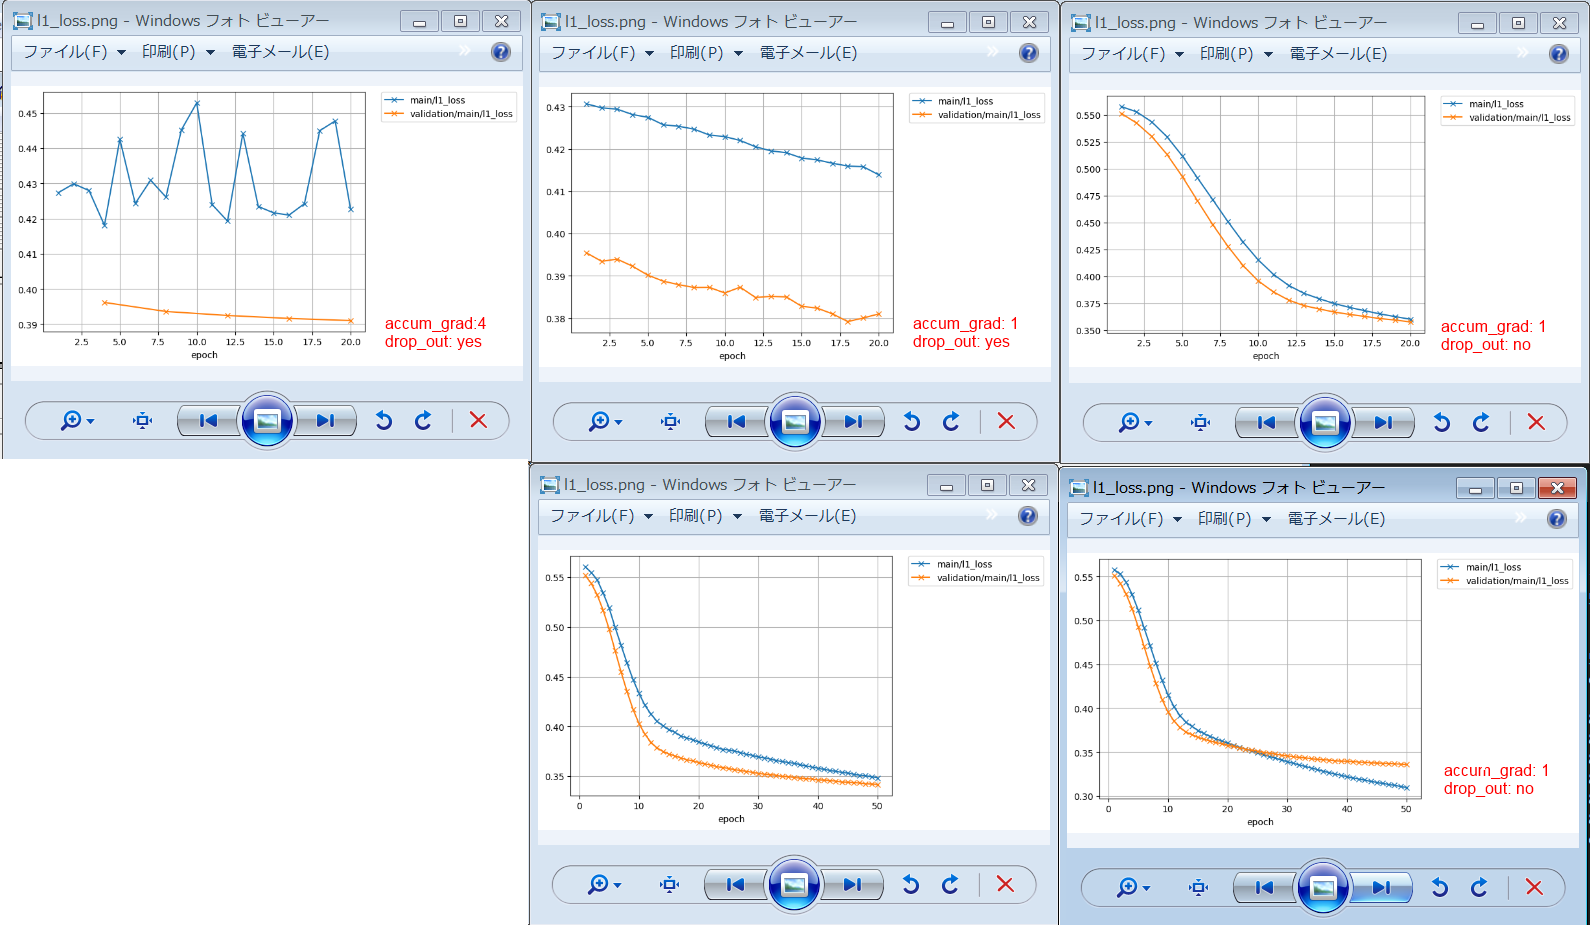 l1_loss.png - Windows フォト ビューアー
ファイル(F) 印刷(P) 電子メール(E)
main/l1_loss
validation/main/l1_loss
0.45
0.44
0.43
0.42
0.41
0.40
0.39
2.5 5.0 7.5 10.0 12.5 15.0 17.5 20.0
epoch
accum_grad:4
drop_out: yes
l1_loss.png - Windows フォト ビューアー
ファイル(F) 印刷(P) 電子メール(E)
main/l1_loss
validation/main/l1_loss
0.43
0.42
0.41
0.40
0.39
0.38
2.5 5.0 7.5 10.0 12.5 15.0 17.5 20.0
epoch
accum_grad: 1
drop_out: yes
l1_loss.png - Windows フォト ビューアー
ファイル(F) 印刷(P) 電子メール(E)
main/l1_loss
validation/main/l1_loss
0.550
0.525
0.500
0.475
0.450
0.425
0.400
0.375
0.350
2.5 5.0 7.5 10.0 12.5 15.0 17.5 20.0
epoch
accum_grad: 1
drop_out: no
l1_loss.png - Windows フォト ビューアー
ファイル(F) 印刷(P) 電子メール(E)
main/l1_loss
validation/main/l1_loss
0.55
0.50
0.45
0.40
0.35
0 10 20 30 40 50
epoch
l1_loss.png - Windows フォト ビューアー
ファイル(F) 印刷(P) 電子メール(E)
main/l1_loss
validation/main/l1_loss
0.55
0.50
0.45
0.40
0.35
0.30
0 10 20 30 40 50
epoch
accum_grad: 1
drop_out: no